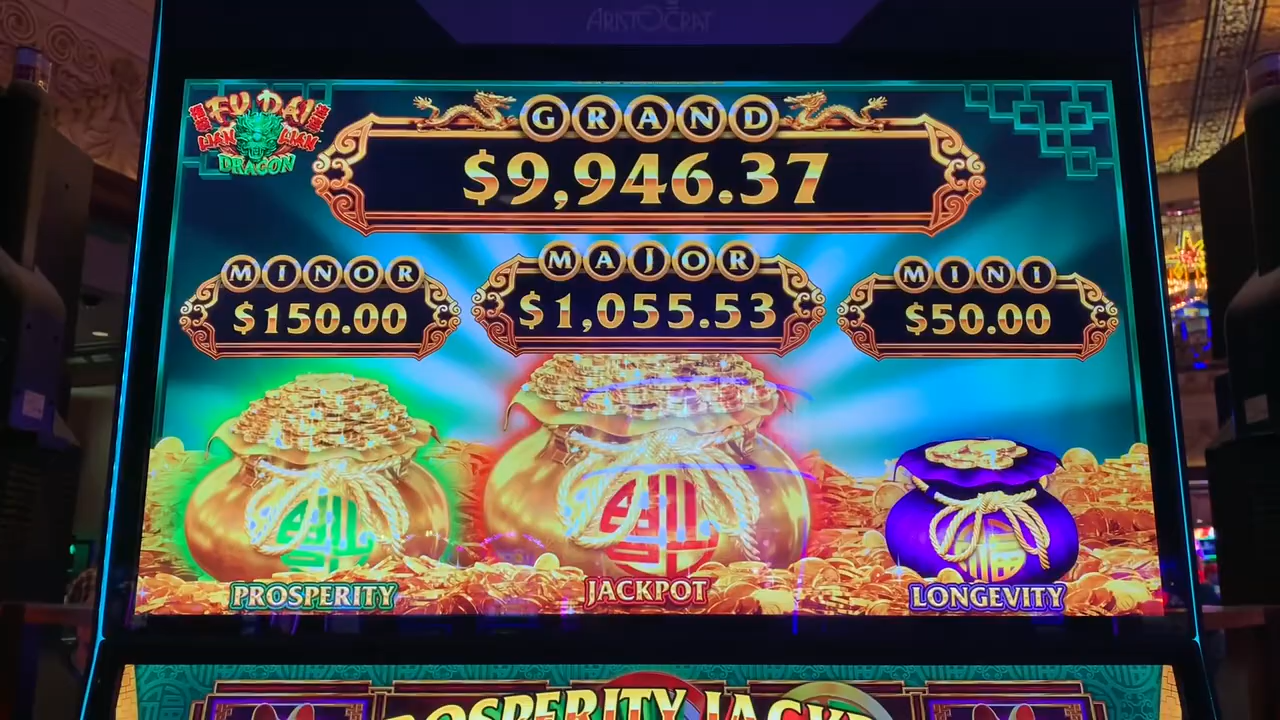 ARISTOCRAT
FU DAI
LIAN LIAN
DRAGON
GRAND
$9,946.37
MINOR
$150.00
MAJOR
$1,055.53
MINI
$50.00
PROSPERITY
JACKPOT
LONGEVITY